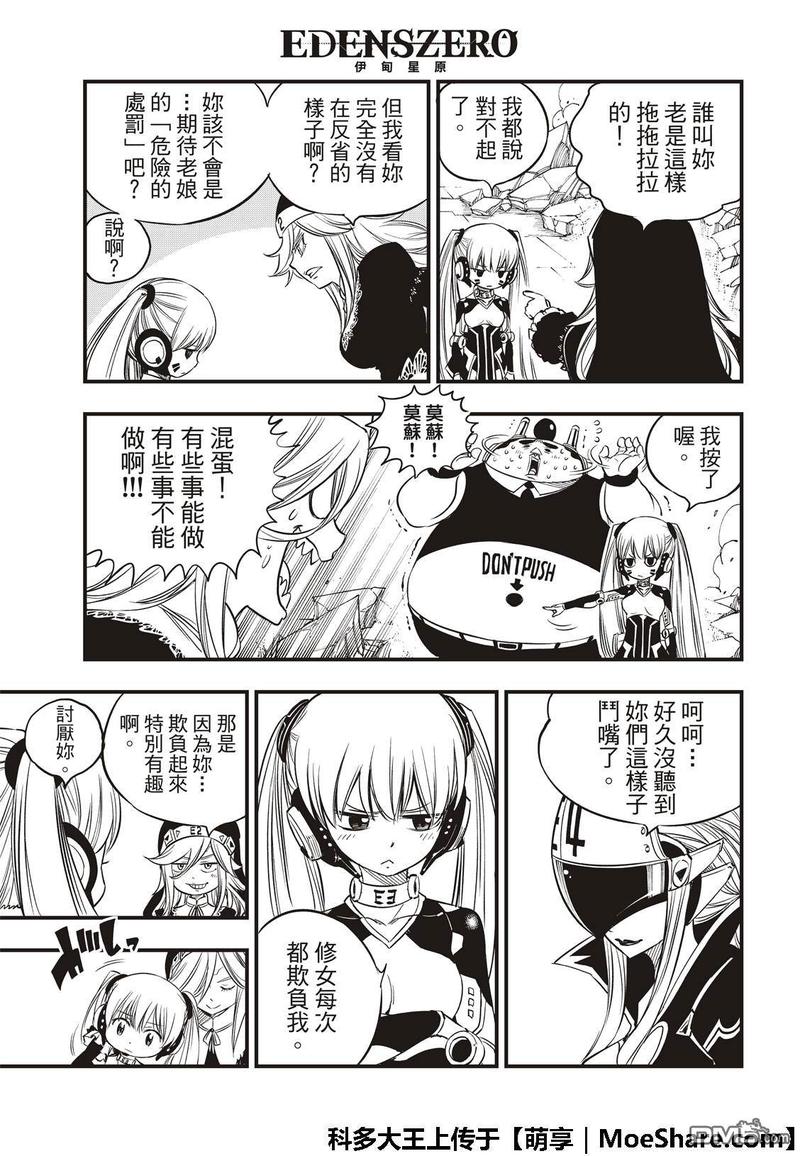 EDENSZERO
伊甸星原
誰叫妳
老是這樣
拖拖拉拉
的！
我都說
對不起
了。
但我看妳
完全沒有
在反省的
樣子啊？
妳該不會是
…期待老娘
的「危險的
處罰」吧？
說啊？
我按了
喔。
莫蘇！
莫蘇！
DON'T PUSH
混蛋！
有些事能做
有些事不能
做啊!!!
呵呵…
好久沒聽到
妳們這樣子
鬥嘴了。
E3
修女每次
都欺負我。
那是
因為妳…
欺負起來
特別有趣
啊。
EZ
討厭妳。
科多大王上传于【萌享｜MoeShare.com】